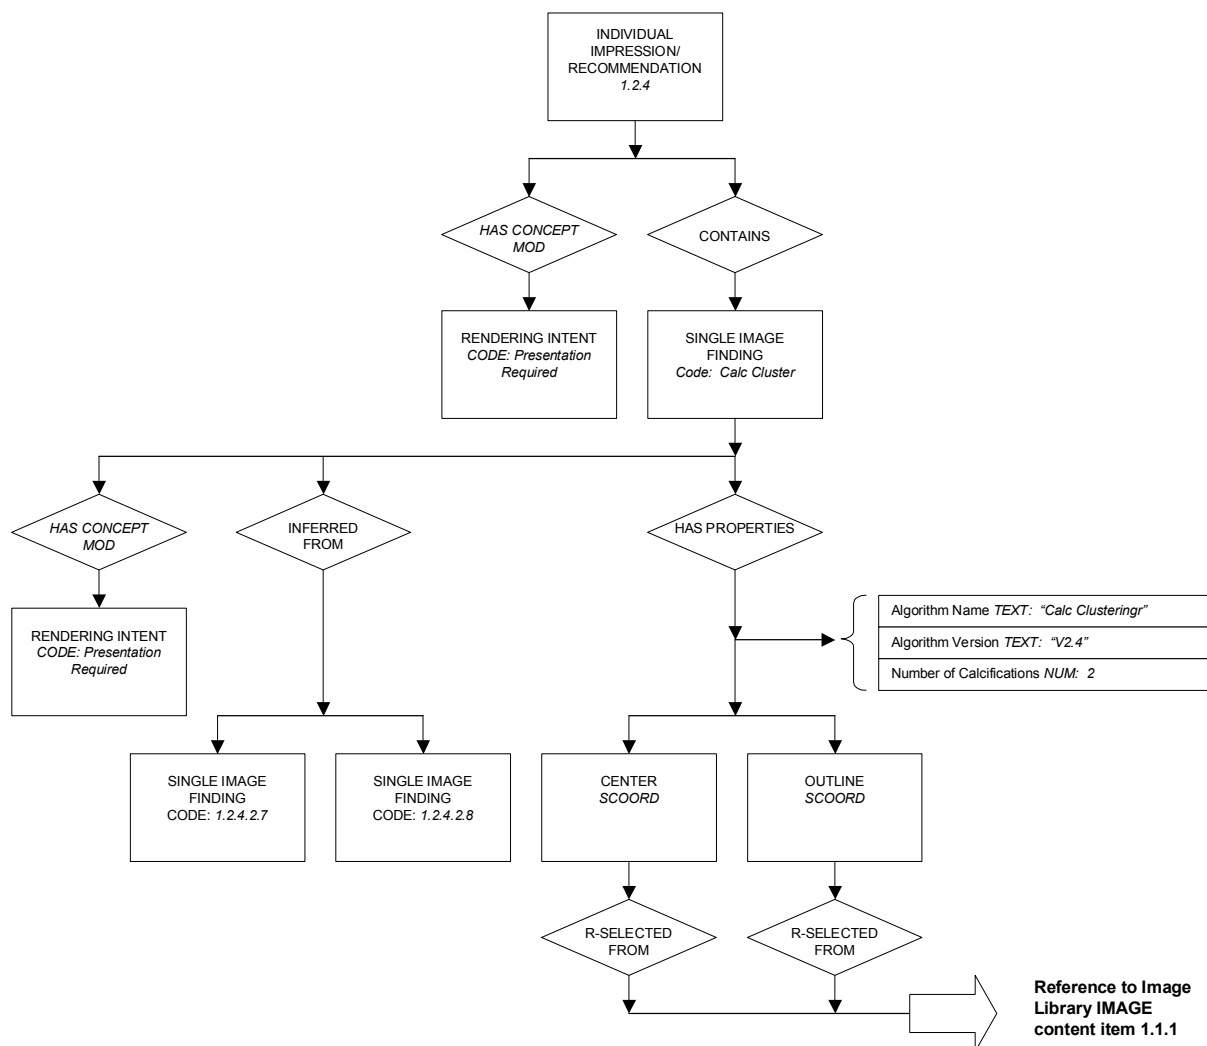 INDIVIDUAL
IMPRESSION/
RECOMMENDATION
1.2.4
HAS CONCEPT
MOD
CONTAINS
RENDERING INTENT
CODE: Presentation
Required
SINGLE IMAGE
FINDING
Code: Calc Cluster
HAS CONCEPT
MOD
INFERRED
FROM
HAS PROPERTIES
RENDERING INTENT
CODE: Presentation
Required
Algorithm Name TEXT: “Calc Clusteringr”
Algorithm Version TEXT: “V2.4”
Number of Calcifications NUM: 2
SINGLE IMAGE
FINDING
CODE: 1.2.4.2.7
SINGLE IMAGE
FINDING
CODE: 1.2.4.2.8
CENTER
SCOORD
OUTLINE
SCOORD
R-SELECTED
FROM
R-SELECTED
FROM
Reference to Image
Library IMAGE
content item 1.1.1